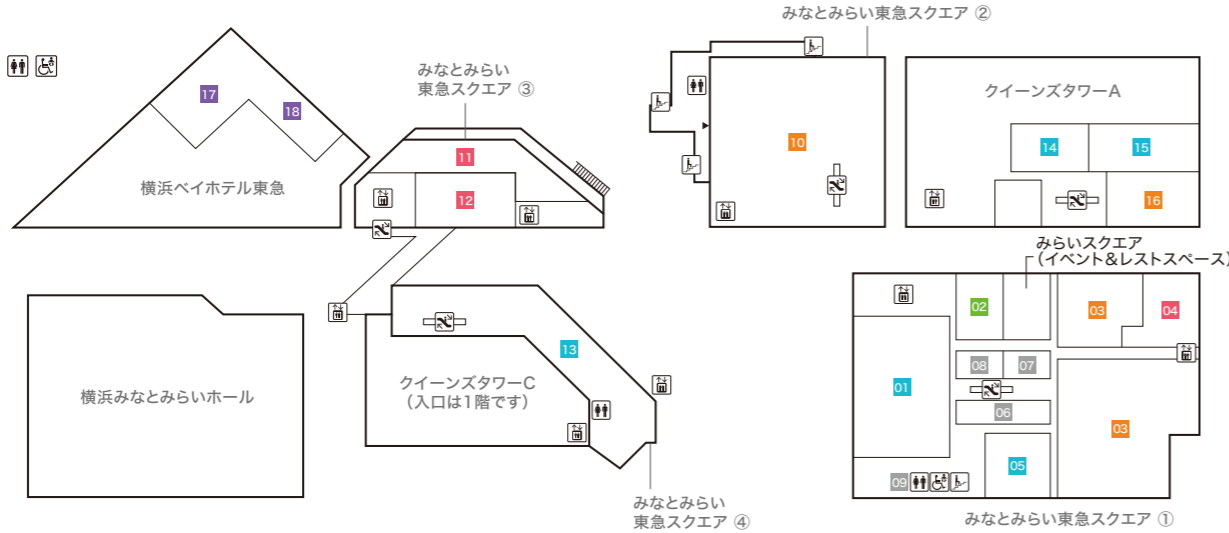 みなとみらい東急スクエア ②
みなとみらい
東急スクエア ③
17
18
横浜ベイホテル東急
11
12
10
クイーンズタワーA
14
15
16
みらいスクエア
(イベント&レストスペース)
横浜みなとみらいホール
13
クイーンズタワーC
(入口は1階です)
みなとみらい
東急スクエア ④
02
03
04
01
08
07
06
03
05
09
みなとみらい東急スクエア ①